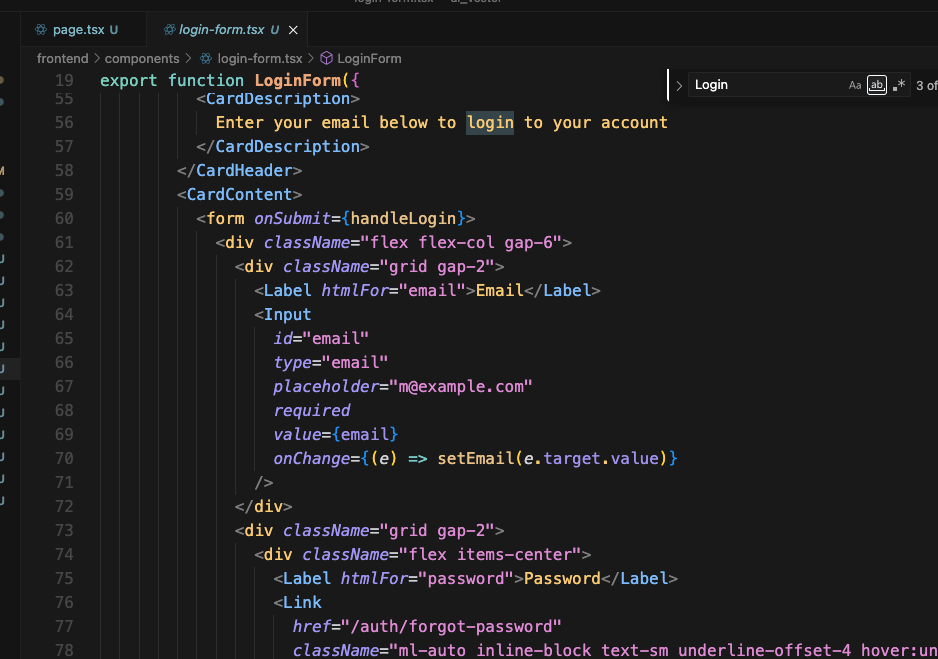 page.tsx U
login-form.tsx U
frontend > components > login-form.tsx > LoginForm
Login
Aa
ab
.*
3 of
19 export function LoginForm({
55 <CardDescription>
56 Enter your email below to login to your account
57 </CardDescription>
58 </CardHeader>
59 <CardContent>
60 <form onSubmit={handleLogin}>
61 <div className="flex flex-col gap-6">
62 <div className="grid gap-2">
63 <Label htmlFor="email">Email</Label>
64 <Input
65 id="email"
66 type="email"
67 placeholder="m@example.com"
68 required
69 value={email}
70 onChange={(e) => setEmail(e.target.value)}
71 />
72 </div>
73 <div className="grid gap-2">
74 <div className="flex items-center">
75 <Label htmlFor="password">Password</Label>
76 <Link
77 href="/auth/forgot-password"
78 className="ml-auto inline-block text-sm underline-offset-4 hover:un